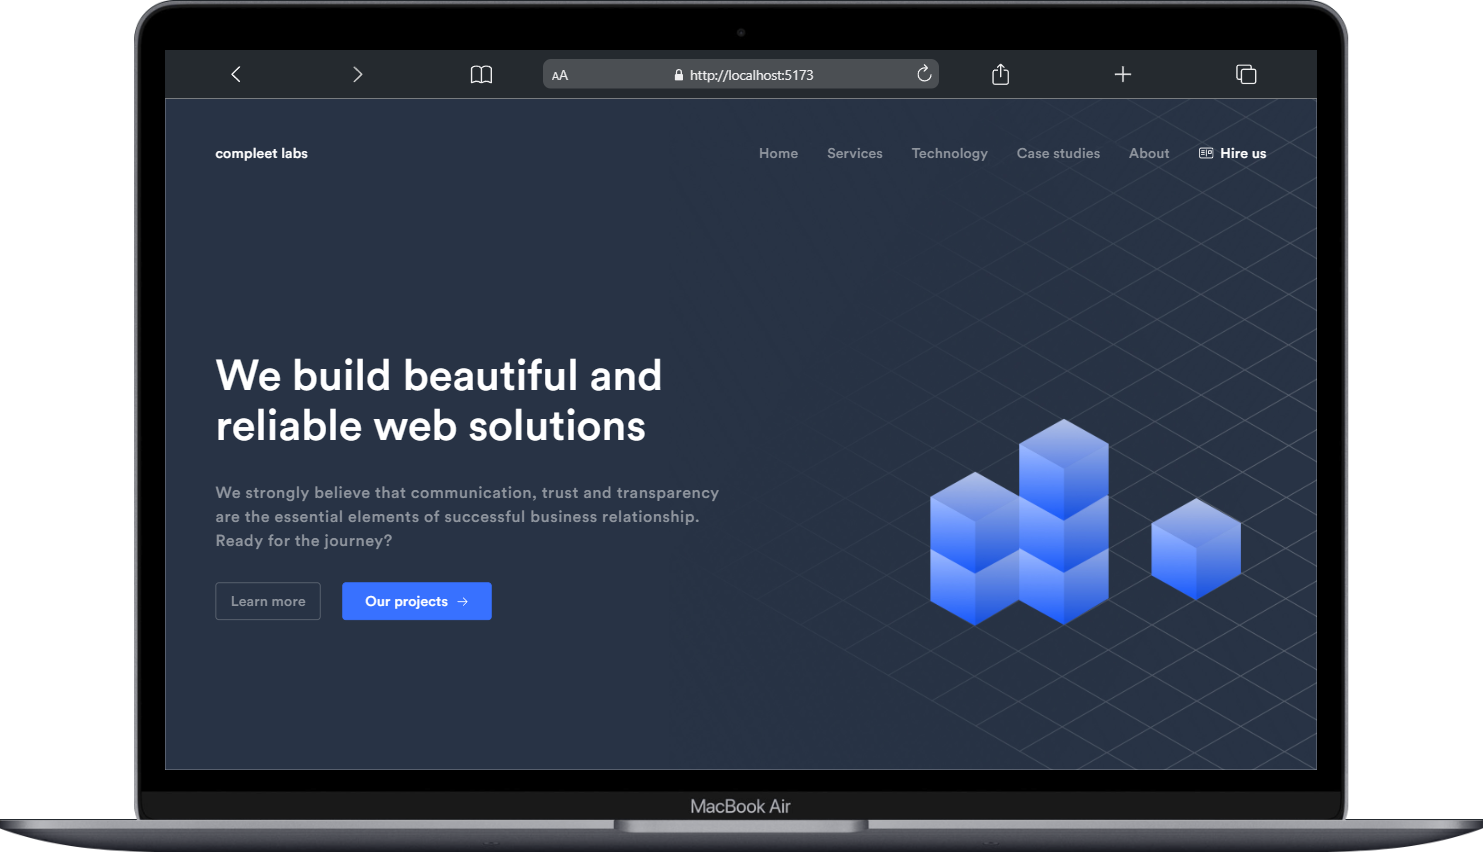 AA http://localhost:5173
compleet labs Home Services Technology Case studies About Hire us
We build beautiful and
reliable web solutions
We strongly believe that communication, trust and transparency
are the essential elements of successful business relationship.
Ready for the journey?
Learn more Our projects →
MacBook Air